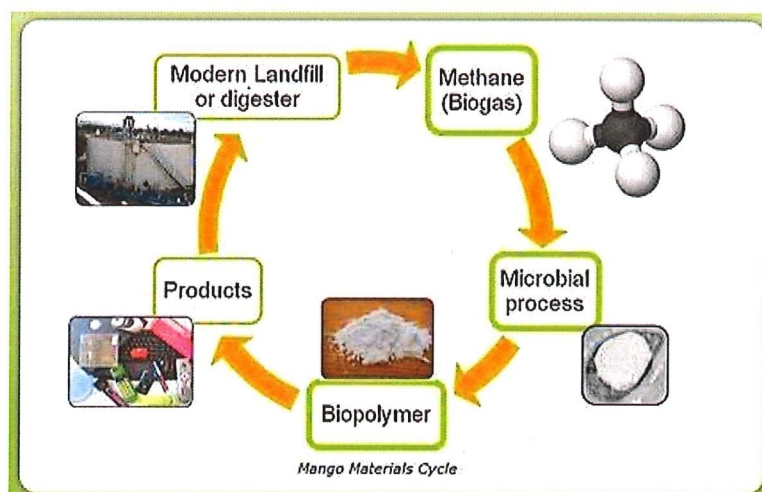 Modern Landfill
or digester
Methane
(Biogas)
Microbial
process
Biopolymer
Products
Mango Materials Cycle